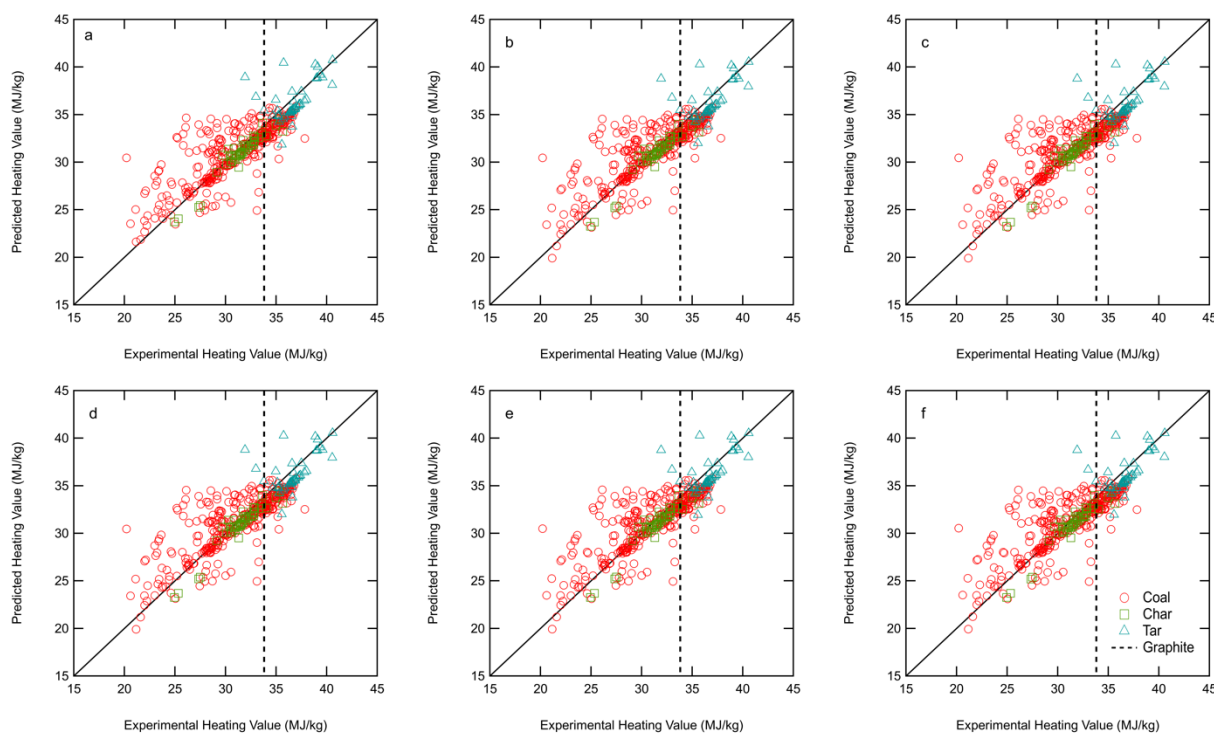 a
45
40
35
30
25
20
15
15 20 25 30 35 40 45
Predicted Heating Value (MJ/kg)
Experimental Heating Value (MJ/kg)
b
45
40
35
30
25
20
15
15 20 25 30 35 40 45
Predicted Heating Value (MJ/kg)
Experimental Heating Value (MJ/kg)
c
45
40
35
30
25
20
15
15 20 25 30 35 40 45
Predicted Heating Value (MJ/kg)
Experimental Heating Value (MJ/kg)
d
45
40
35
30
25
20
15
15 20 25 30 35 40 45
Predicted Heating Value (MJ/kg)
Experimental Heating Value (MJ/kg)
e
45
40
35
30
25
20
15
15 20 25 30 35 40 45
Predicted Heating Value (MJ/kg)
Experimental Heating Value (MJ/kg)
f
45
40
35
30
25
20
15
15 20 25 30 35 40 45
Predicted Heating Value (MJ/kg)
Experimental Heating Value (MJ/kg)
Coal
Char
Tar
Graphite